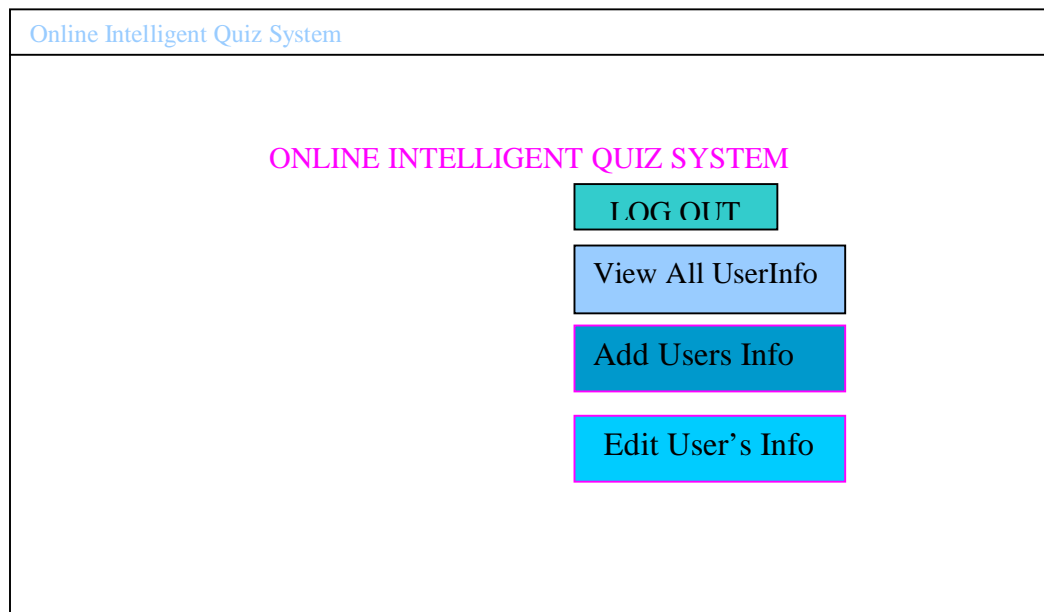 Online Intelligent Quiz System
ONLINE INTELLIGENT QUIZ SYSTEM
LOG OUT
View All UserInfo
Add Users Info
Edit User’s Info